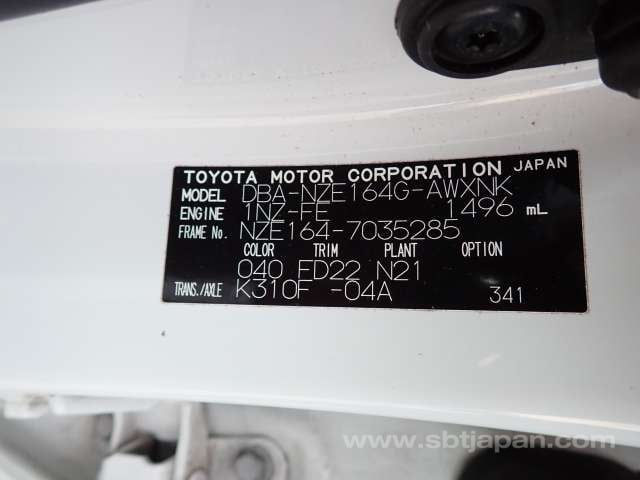 TOYOTA MOTOR CORPORATION JAPAN
MODEL DBA-NZE164G-AWXNK
ENGINE 1NZ-FE 1496 mL
FRAME No. NZE164-7035285
COLOR TRIM PLANT OPTION
040 FD22 N21
TRANS./AXLE K310F -04A 341
www.sbtjapan.com